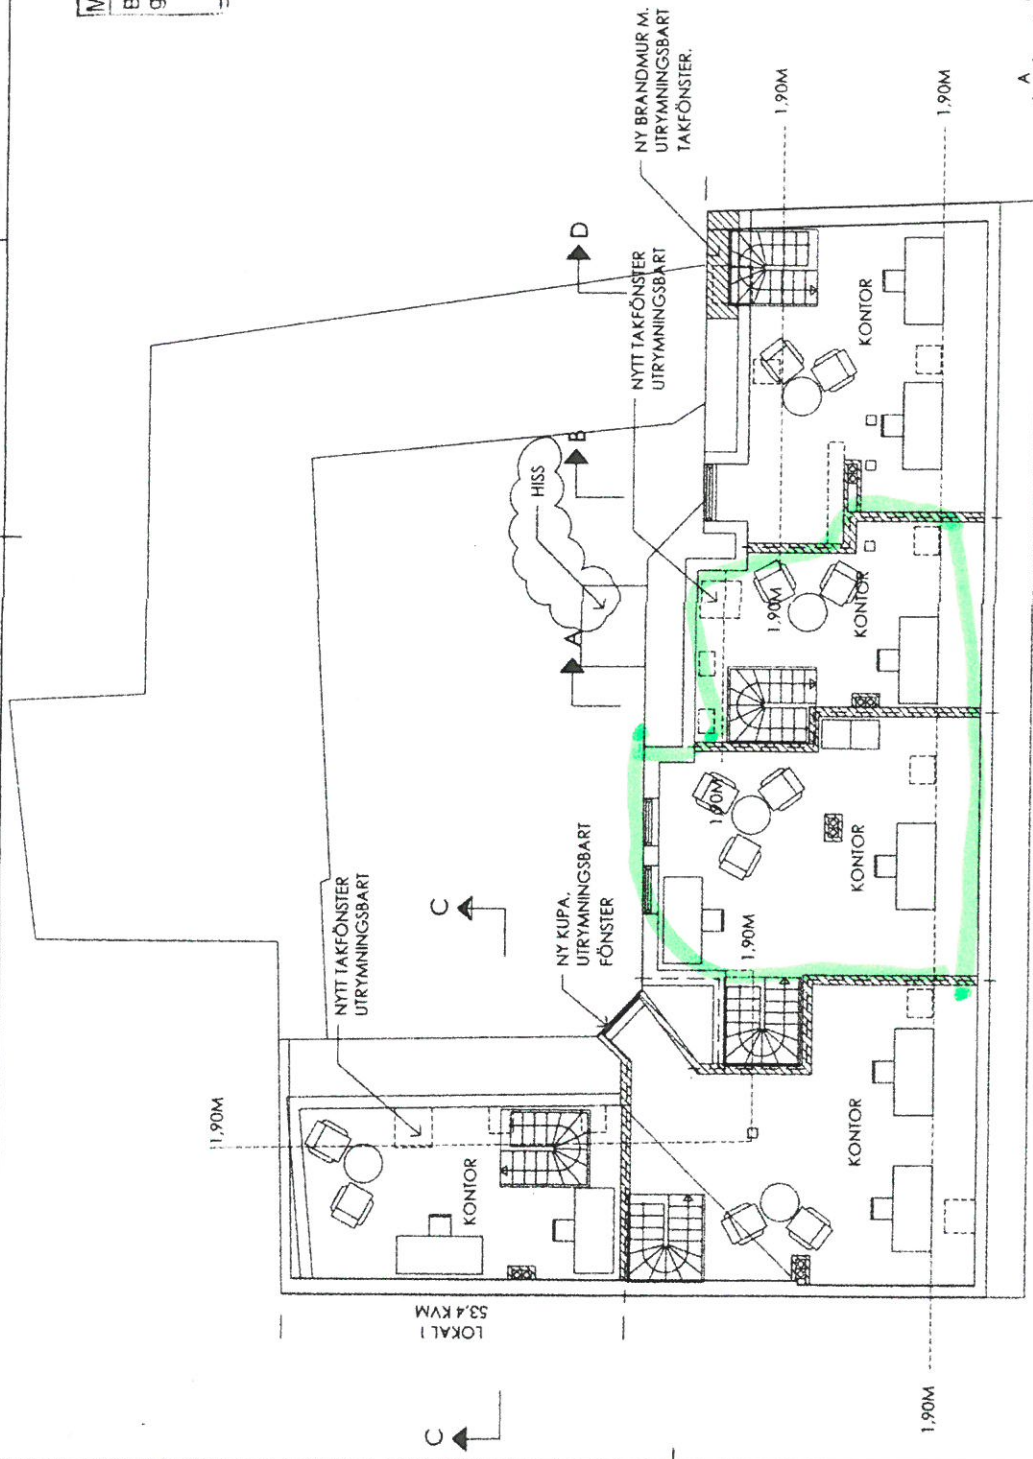 M
NY BRANDMUR M.
UTRYMNINGSBART
TAKFÖNSTER.
1,90M
1,90M
A
D
NYTT TAKFÖNSTER
UTRYMNINGSBART
KONTOR
B
HISS
A
1,90M
KONTOR
1,90M
KONTOR
C
NYTT TAKFÖNSTER
UTRYMNINGSBART
NY KUPA.
UTRYMNINGSBART
FÖNSTER
1,90M
1,90M
KONTOR
KONTOR
LOKAL 1
53,4 KVM
C
1,90M